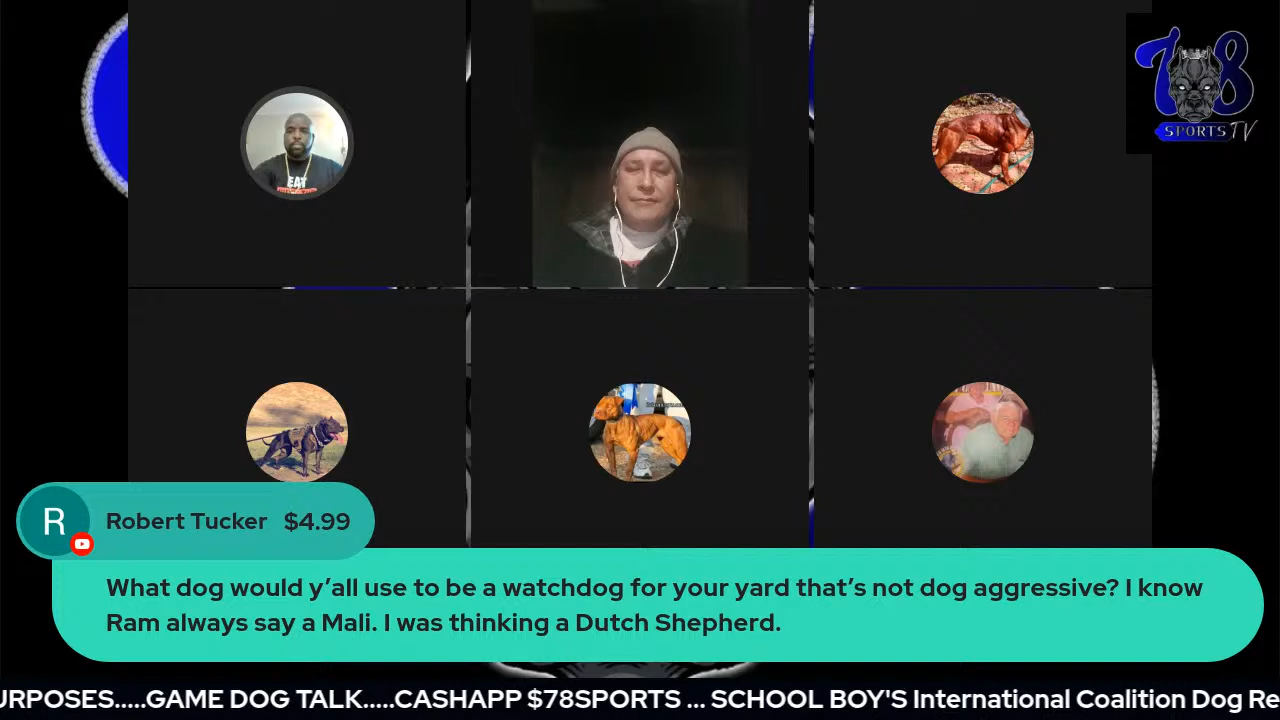 78
SPORTS TV
EAT
R
Robert Tucker $4.99
What dog would y’all use to be a watchdog for your yard that’s not dog aggressive? I know
Ram always say a Mali. I was thinking a Dutch Shepherd.
URPOSES.....GAME DOG TALK.....CASHAPP $78SPORTS ... SCHOOL BOY'S International Coalition Dog Re